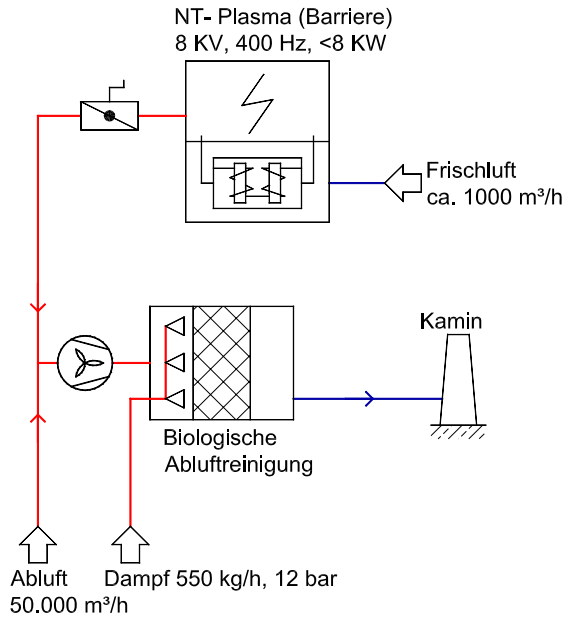 NT- Plasma (Barriere)
8 KV, 400 Hz, <8 KW
Frischluft
ca. 1000 m³/h
Kamin
Biologische
Abluftreinigung
Abluft
50.000 m³/h
Dampf 550 kg/h, 12 bar